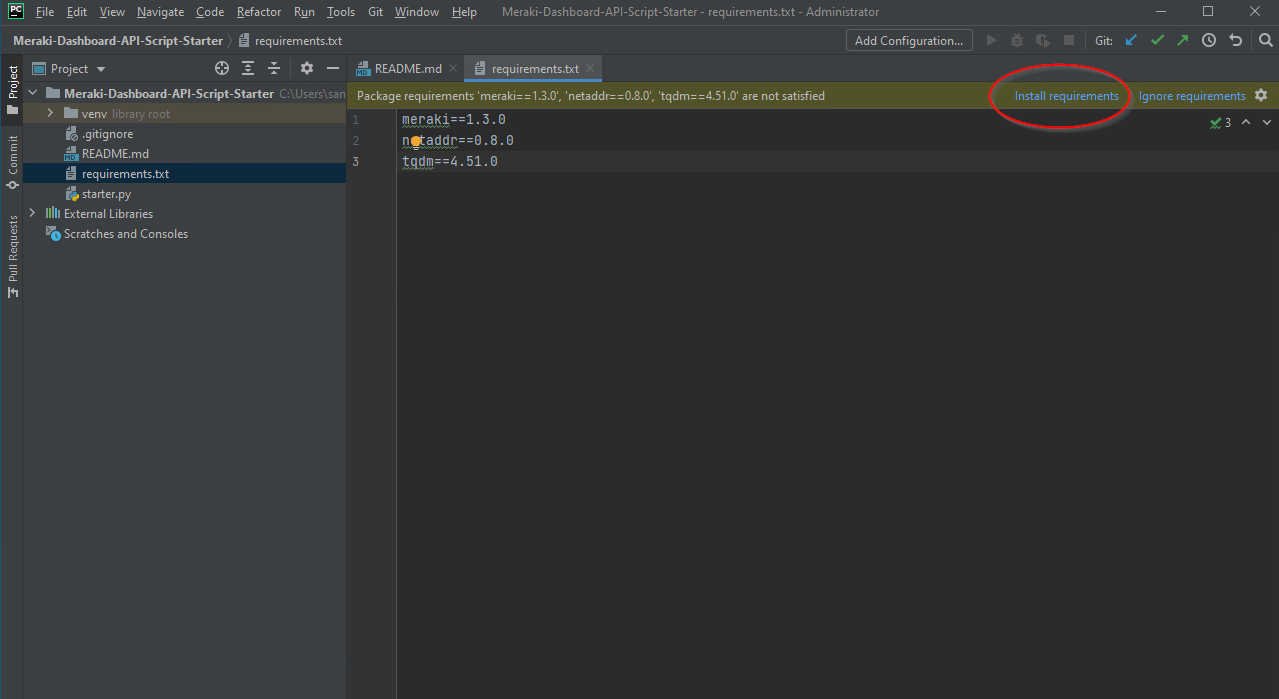 PC File Edit View Navigate Code Refactor Run Tools Git Window Help Meraki-Dashboard-API-Script-Starter - requirements.txt - Administrator
Meraki-Dashboard-API-Script-Starter requirements.txt Add Configuration... Git:
Project
Commit
Pull Requests
Project
Meraki-Dashboard-API-Script-Starter C:\Users\san
venv library root
.gitignore
MD README.md
requirements.txt
starter.py
External Libraries
Scratches and Consoles
MD README.md requirements.txt
Package requirements 'meraki==1.3.0', 'netaddr==0.8.0', 'tqdm==4.51.0' are not satisfied Install requirements Ignore requirements
1 meraki==1.3.0
3
2 netaddr==0.8.0
3 tqdm==4.51.0